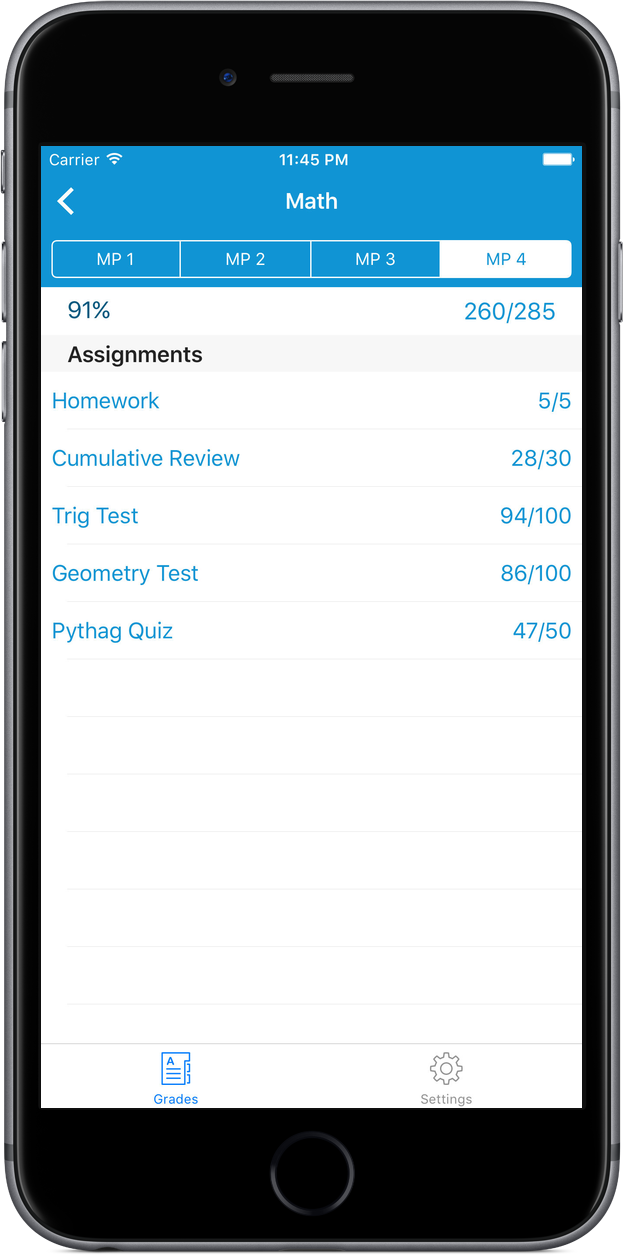 Carrier 11:45 PM
Math
MP 1 MP 2 MP 3 MP 4
91% 260/285
Assignments
Homework 5/5
Cumulative Review 28/30
Trig Test 94/100
Geometry Test 86/100
Pythag Quiz 47/50
A
Grades Settings